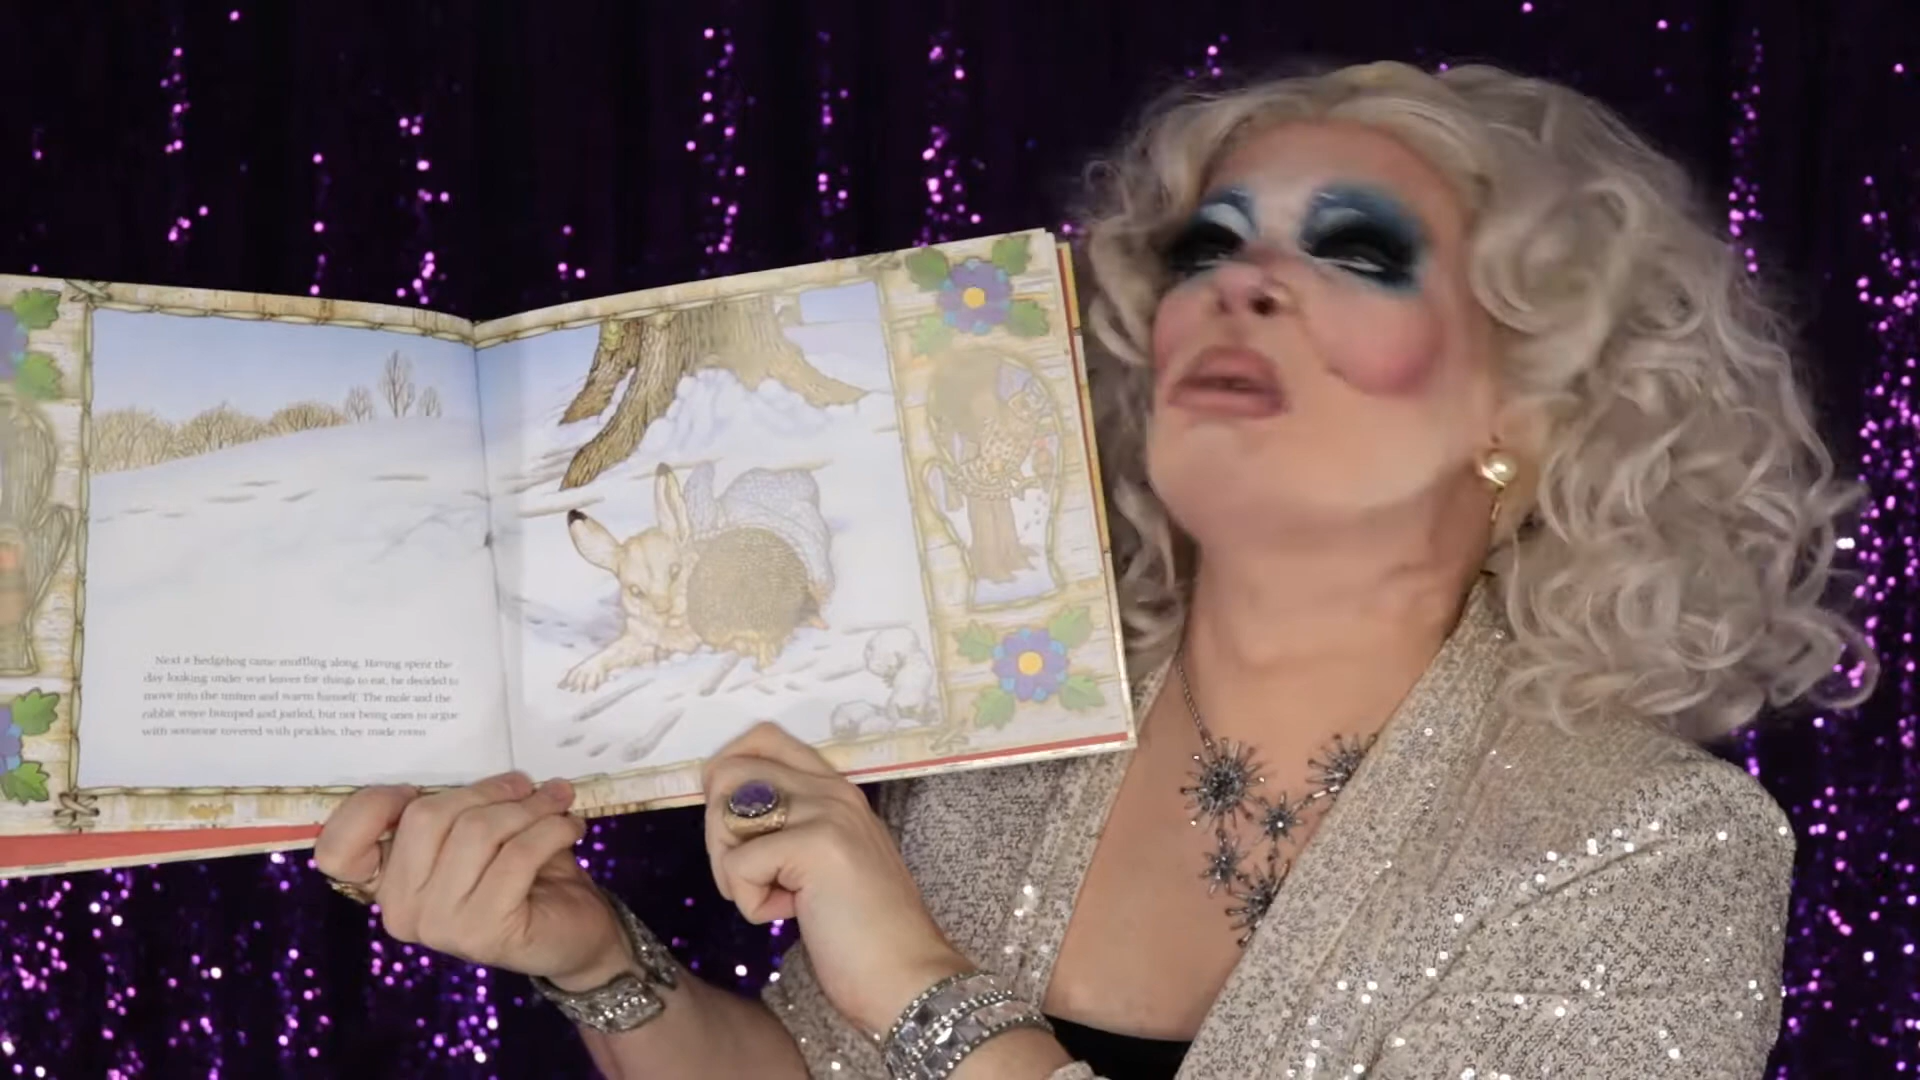 Next a hedgehog came snuffling along. Having spent the
day looking under wet leaves for things to eat, he decided to
move into the mitten and warm himself. The mole and the
rabbit were bumped and jostled, but not being ones to argue
with someone covered with prickles, they made room